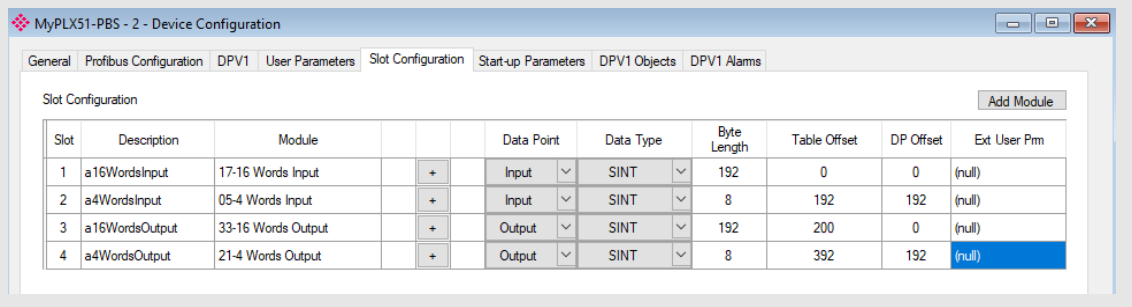 MyPLX51-PBS - 2 - Device Configuration
General Profibus Configuration DPV1 User Parameters Slot Configuration Start-up Parameters DPV1 Objects DPV1 Alarms
Slot Configuration
Add Module
Slot Description Module Data Point Data Type Byte Length Table Offset DP Offset Ext User Prm
1 a16WordsInput 17-16 Words Input + Input SINT 192 0 0 (null)
2 a4WordsInput 05-4 Words Input + Input SINT 8 192 192 (null)
3 a16WordsOutput 33-16 Words Output + Output SINT 192 200 0 (null)
4 a4WordsOutput 21-4 Words Output + Output SINT 8 392 192 (null)